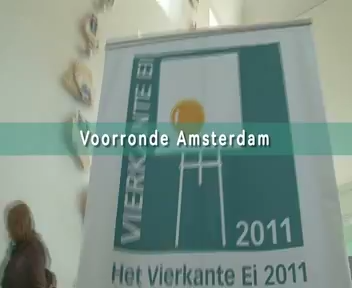 VIERKANTE EI
Voorronde Amsterdam
2011
Het Vierkante Ei 2011